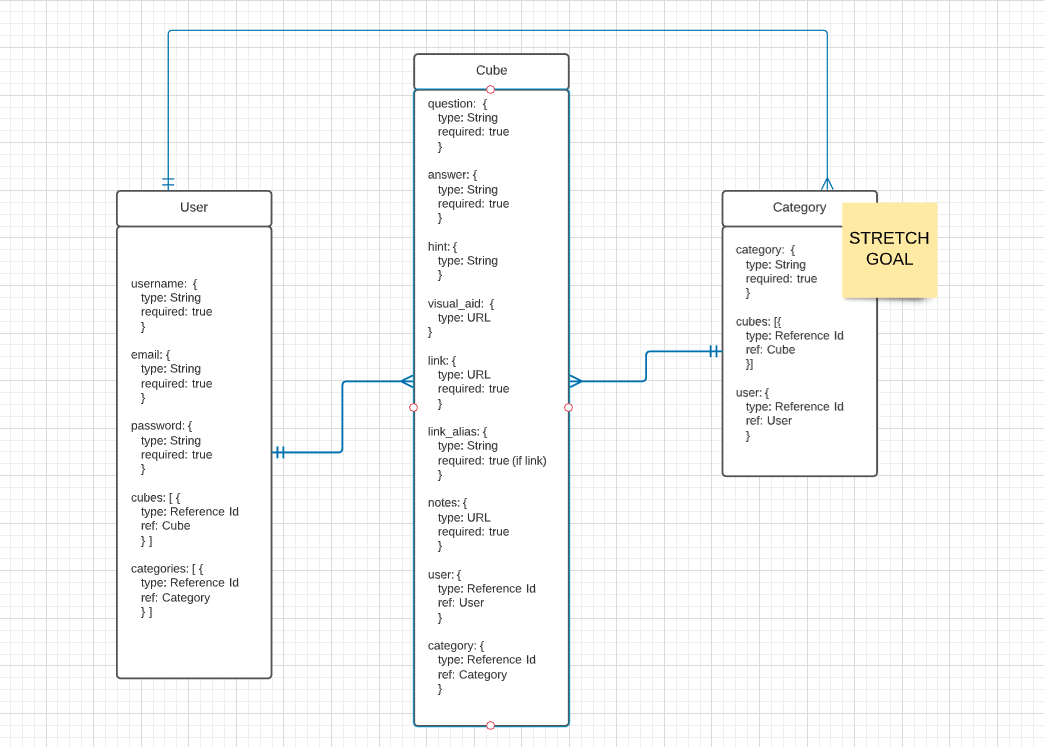 Cube
question:  {
type: String
required: true
}
answer: {
type: String
required: true
}
hint: {
type: String
}
visual_aid:  {
type: URL
}
link: {
type: URL
required: true
}
link_alias: {
type: String
required: true (if link)
}
notes: {
type: URL
required: true
}
user: {
type: Reference Id
ref: User
}
category: {
type: Reference Id
ref: Category
}
User
username:  {
type: String
required: true
}
email: {
type: String
required: true
}
password: {
type: String
required: true
}
cubes: [ {
type: Reference Id
ref: Cube
} ]
categories: [ {
type: Reference Id
ref: Category
} ]
Category
STRETCH
GOAL
category:  {
type: String
required: true
}
cubes: [{
type: Reference Id
ref: Cube
}]
user: {
type: Reference Id
ref: User
}